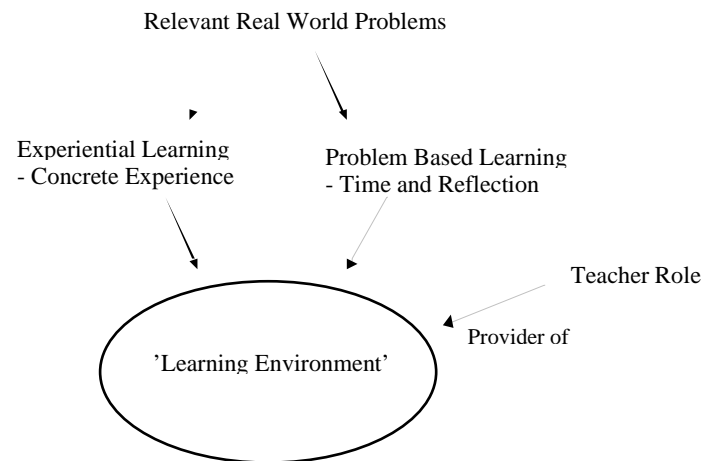 Relevant Real World Problems
Experiential Learning
- Concrete Experience
Problem Based Learning
- Time and Reflection
Teacher Role
Provider of
’Learning Environment’